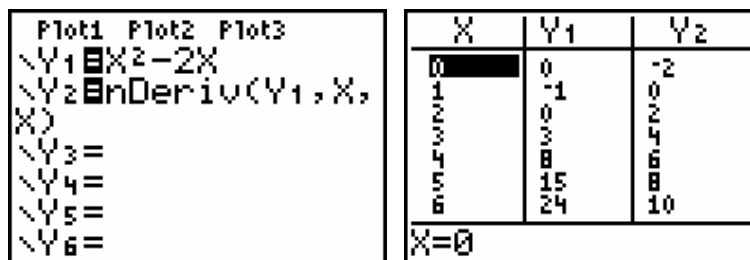 Plot1 Plot2 Plot3
\Y1=X²-2X
\Y2=nDeriv(Y1,X,
X)
\Y3=
\Y4=
\Y5=
\Y6=
X Y1 Y2
0 0 -2
1 -1 0
2 0 2
3 3 4
4 8 6
5 15 8
6 24 10
X=0